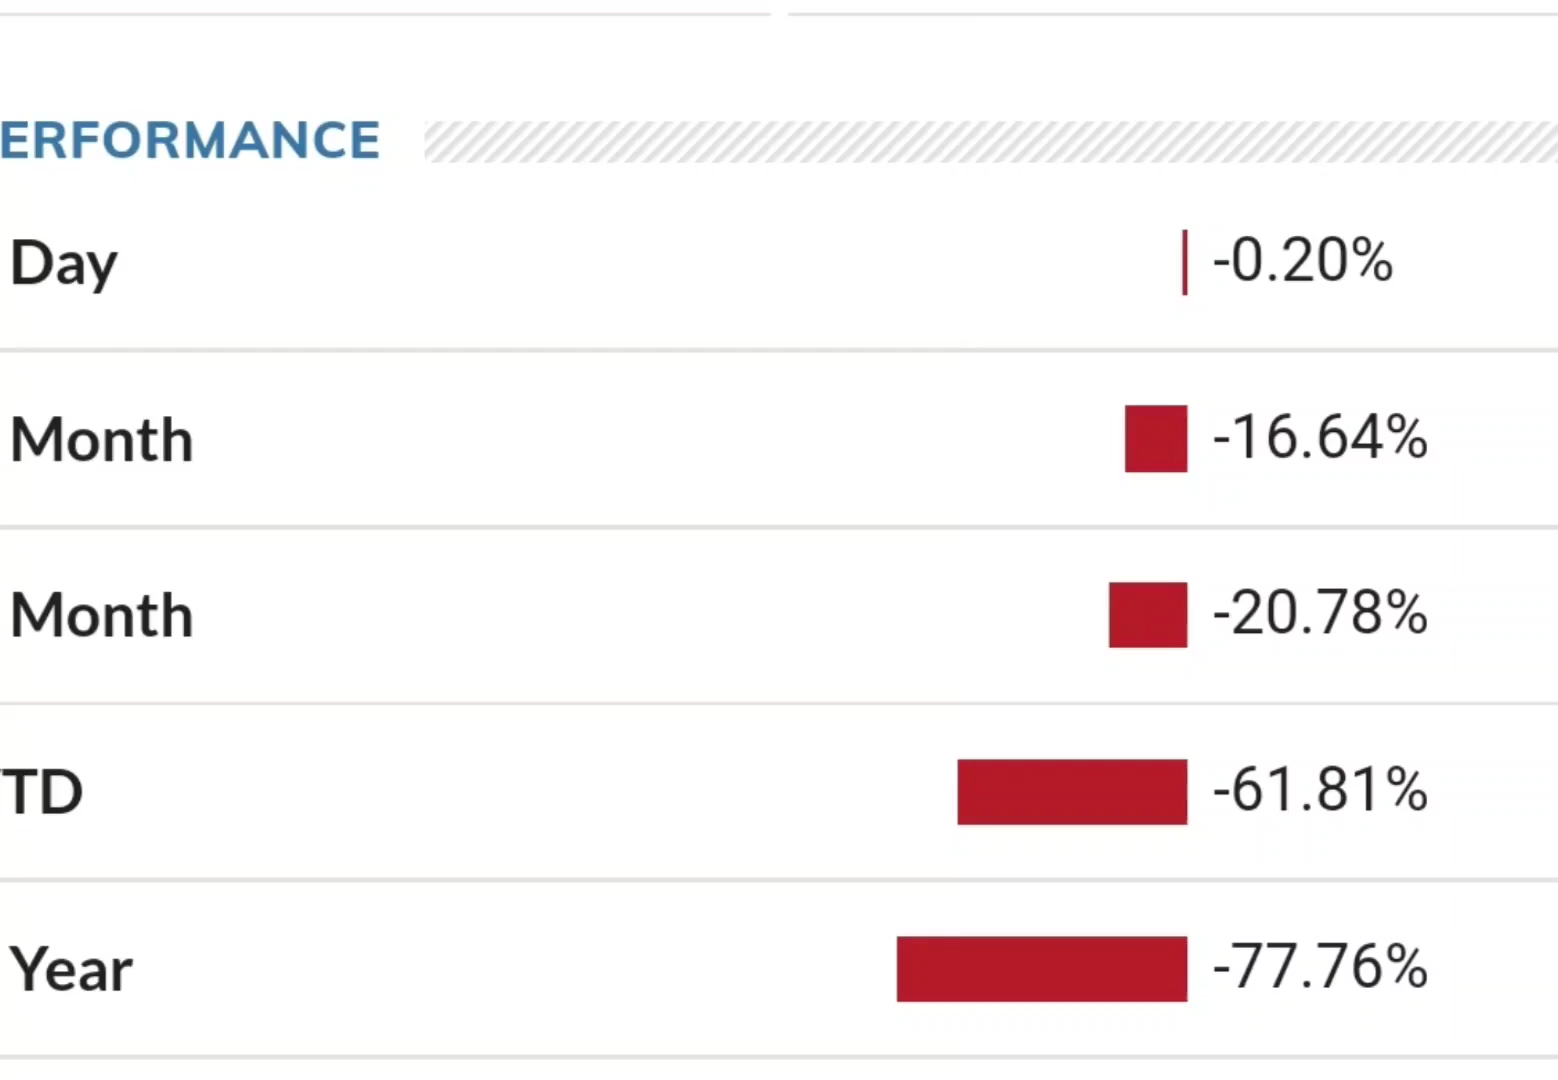 ERFORMANCE
Day -0.20%
Month -16.64%
Month -20.78%
TD -61.81%
Year -77.76%